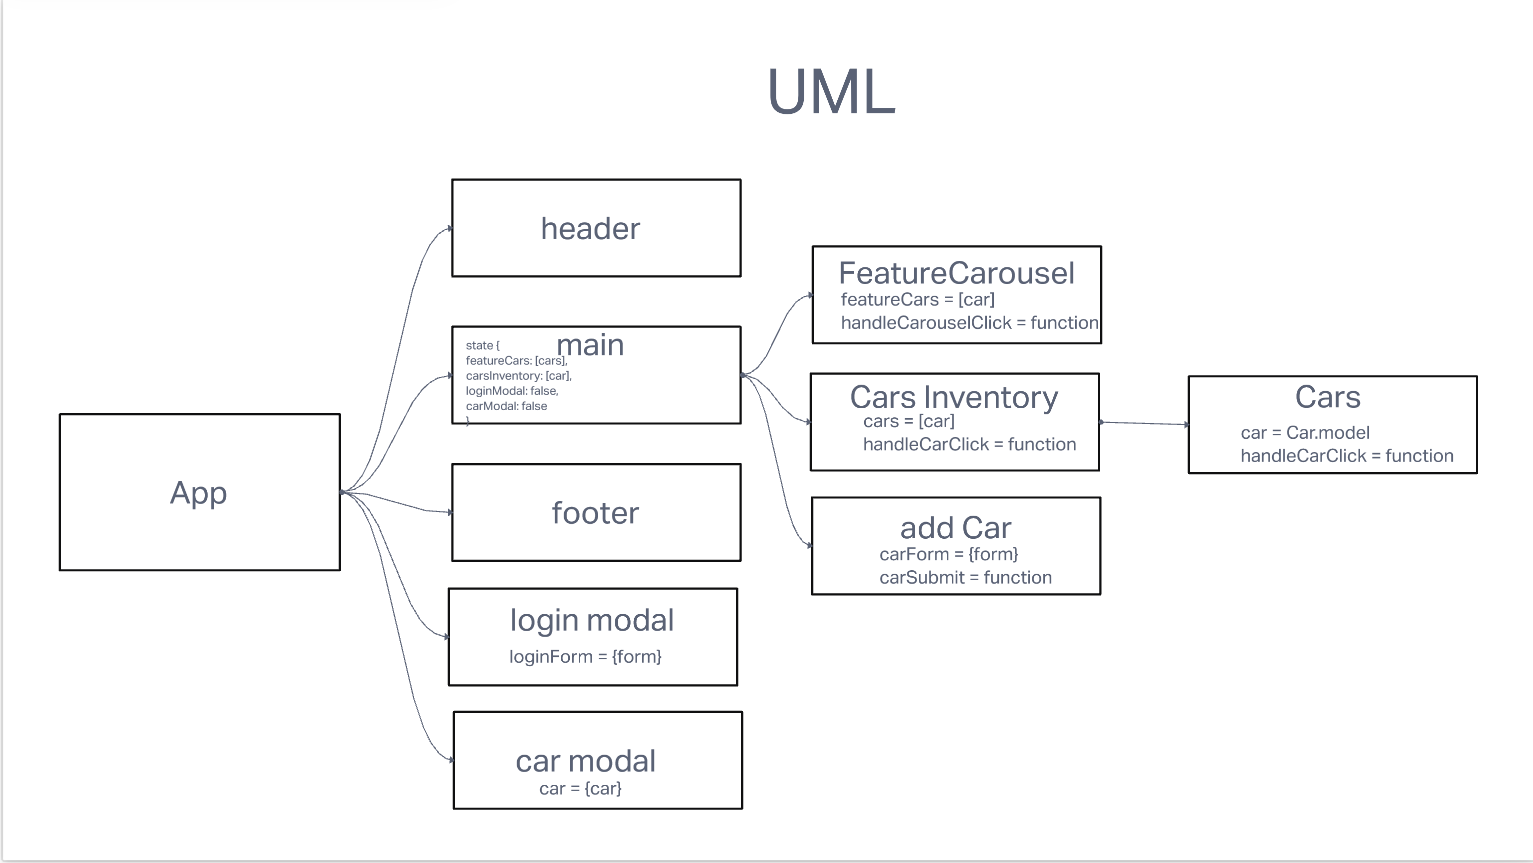 UML
header
main
state {
featureCars: [cars],
carsInventory: [car],
loginModal: false,
carModal: false
}
App
footer
login modal
loginForm = {form}
car modal
car = {car}
FeatureCarousel
featureCars = [car]
handleCarouselClick = function
Cars Inventory
cars = [car]
handleCarClick = function
add Car
carForm = {form}
carSubmit = function
Cars
car = Car.model
handleCarClick = function